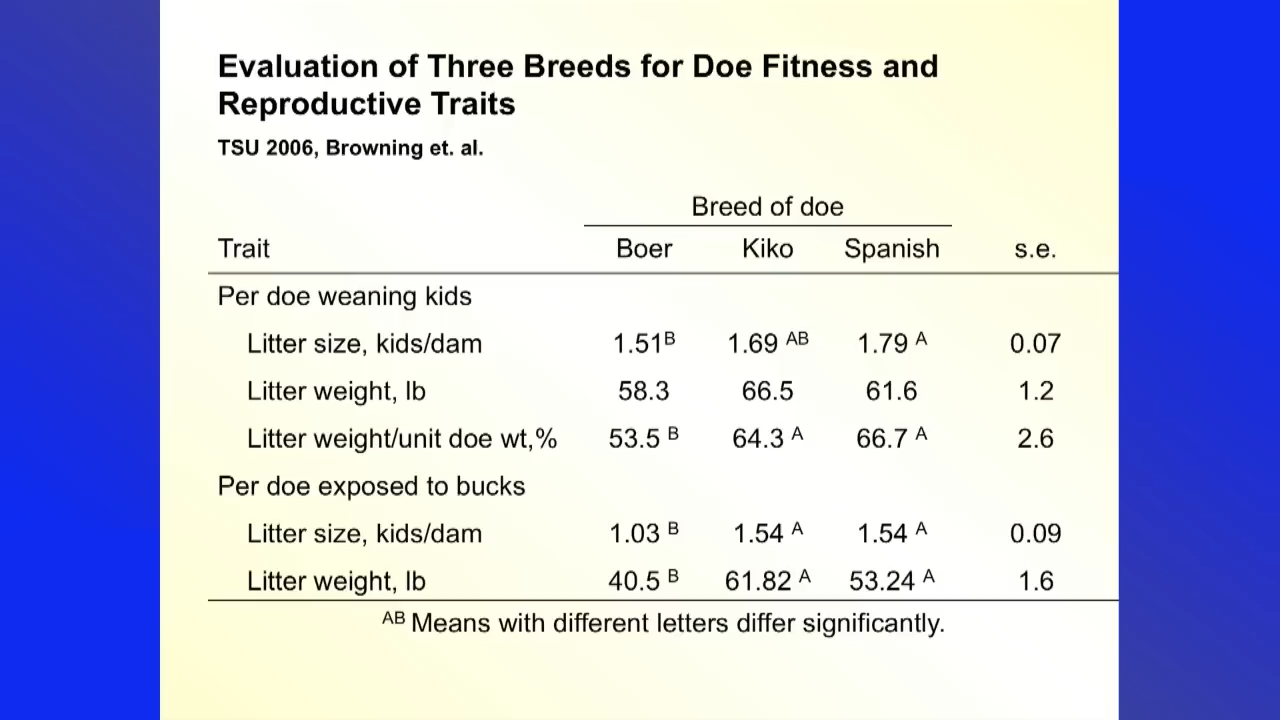 Evaluation of Three Breeds for Doe Fitness and
Reproductive Traits
TSU 2006, Browning et. al.
Breed of doe
Trait Boer Kiko Spanish s.e.
Per doe weaning kids
Litter size, kids/dam 1.51B 1.69 AB 1.79 A 0.07
Litter weight, lb 58.3 66.5 61.6 1.2
Litter weight/unit doe wt,% 53.5 B 64.3 A 66.7 A 2.6
Per doe exposed to bucks
Litter size, kids/dam 1.03 B 1.54 A 1.54 A 0.09
Litter weight, lb 40.5 B 61.82 A 53.24 A 1.6
AB Means with different letters differ significantly.